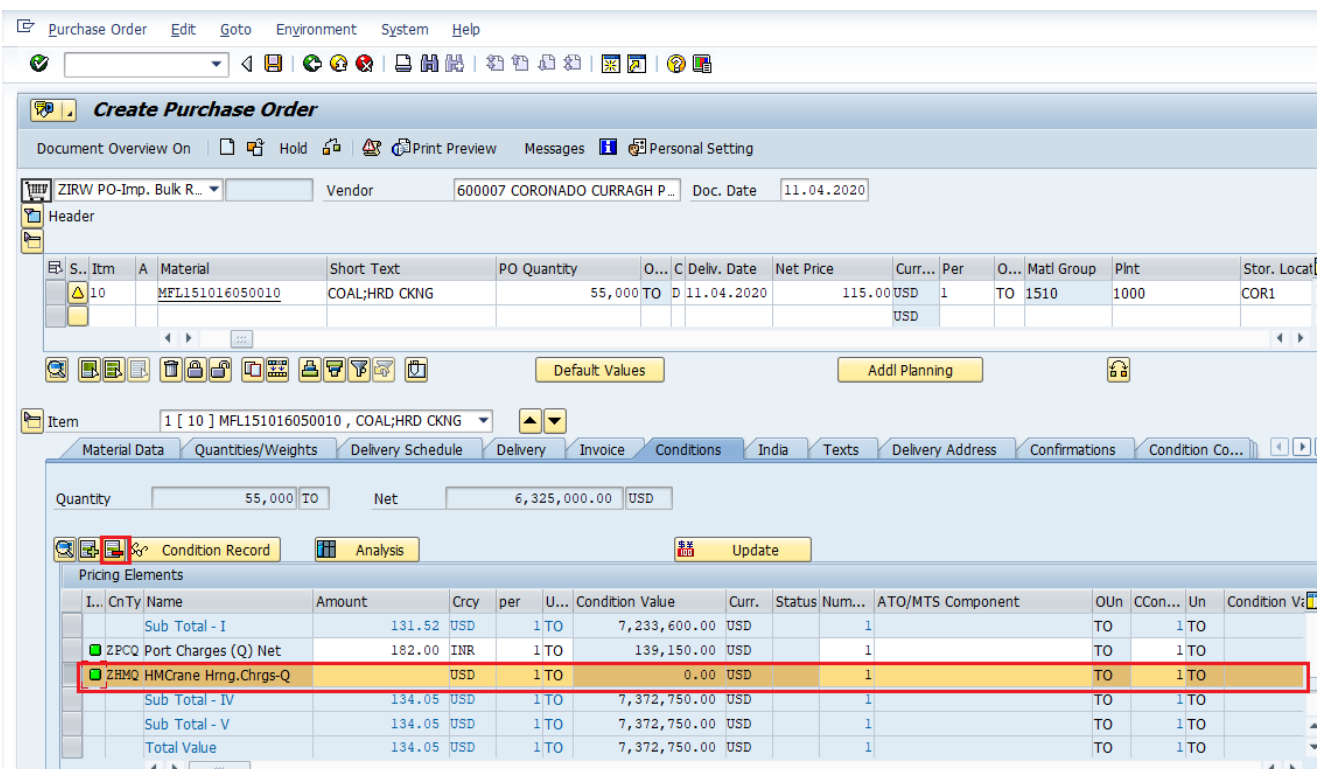 Purchase Order Edit Goto Environment System Help
Create Purchase Order
Document Overview On Hold Print Preview Messages Personal Setting
ZIRW PO-Imp. Bulk R... Vendor 600007 CORONADO CURRAGH P... Doc. Date 11.04.2020
Header
S.. Itm A Material Short Text PO Quantity O... C Deliv. Date Net Price Curr... Per O... Matl Group Plnt Stor. Locat
10 MFL151016050010 COAL;HRD CKNG 55,000 TO D 11.04.2020 115.00 USD 1 TO 1510 1000 COR1
USD
Default Values Addl Planning
Item 1 [ 10 ] MFL151016050010 , COAL;HRD CKNG
Material Data Quantities/Weights Delivery Schedule Delivery Invoice Conditions India Texts Delivery Address Confirmations Condition Co...
Quantity 55,000 TO Net 6,325,000.00 USD
Condition Record Analysis Update
Pricing Elements
I... CnTy Name Amount Crcy per U... Condition Value Curr. Status Num... ATO/MTS Component OUn CCon... Un Condition Va
Sub Total - I 131.52 USD 1 TO 7,233,600.00 USD 1 TO 1 TO
ZPCQ Port Charges (Q) Net 182.00 INR 1 TO 139,150.00 USD 1 TO 1 TO
ZHMQ HMCrane Hrng.Chrgs-Q USD 1 TO 0.00 USD 1 TO 1 TO
Sub Total - IV 134.05 USD 1 TO 7,372,750.00 USD 1 TO 1 TO
Sub Total - V 134.05 USD 1 TO 7,372,750.00 USD 1 TO 1 TO
Total Value 134.05 USD 1 TO 7,372,750.00 USD 1 TO 1 TO